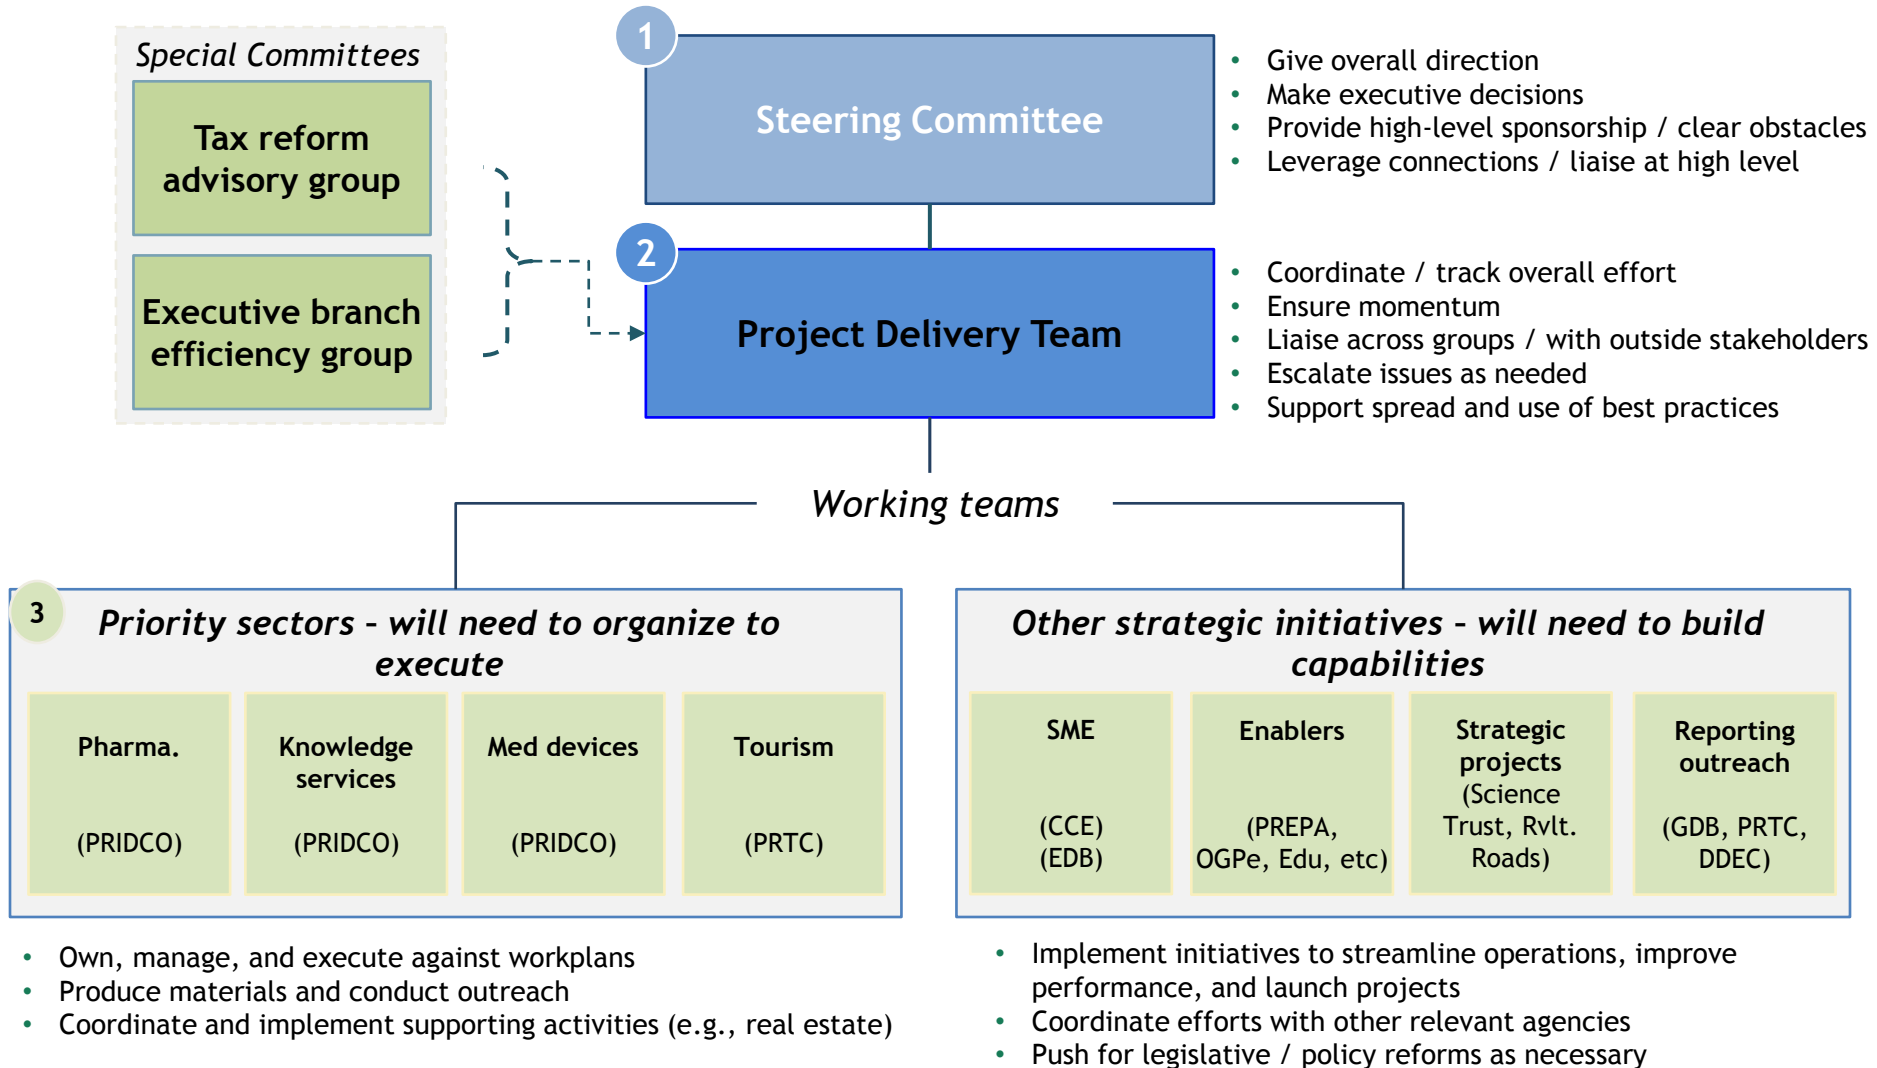 Special Committees
Tax reform
advisory group
Executive branch
efficiency group
1
Steering Committee
• Give overall direction
• Make executive decisions
• Provide high-level sponsorship / clear obstacles
• Leverage connections / liaise at high level
2
Project Delivery Team
• Coordinate / track overall effort
• Ensure momentum
• Liaise across groups / with outside stakeholders
• Escalate issues as needed
• Support spread and use of best practices
Working teams
3
Priority sectors – will need to organize to
execute
Pharma.
(PRIDCO)
Knowledge
services
(PRIDCO)
Med devices
(PRIDCO)
Tourism
(PRTC)
• Own, manage, and execute against workplans
• Produce materials and conduct outreach
• Coordinate and implement supporting activities (e.g., real estate)
Other strategic initiatives – will need to build
capabilities
SME
(CCE)
(EDB)
Enablers
(PREPA,
OGPe, Edu, etc)
Strategic
projects
(Science
Trust, Rvlt.
Roads)
Reporting
outreach
(GDB, PRTC,
DDEC)
• Implement initiatives to streamline operations, improve
performance, and launch projects
• Coordinate efforts with other relevant agencies
• Push for legislative / policy reforms as necessary